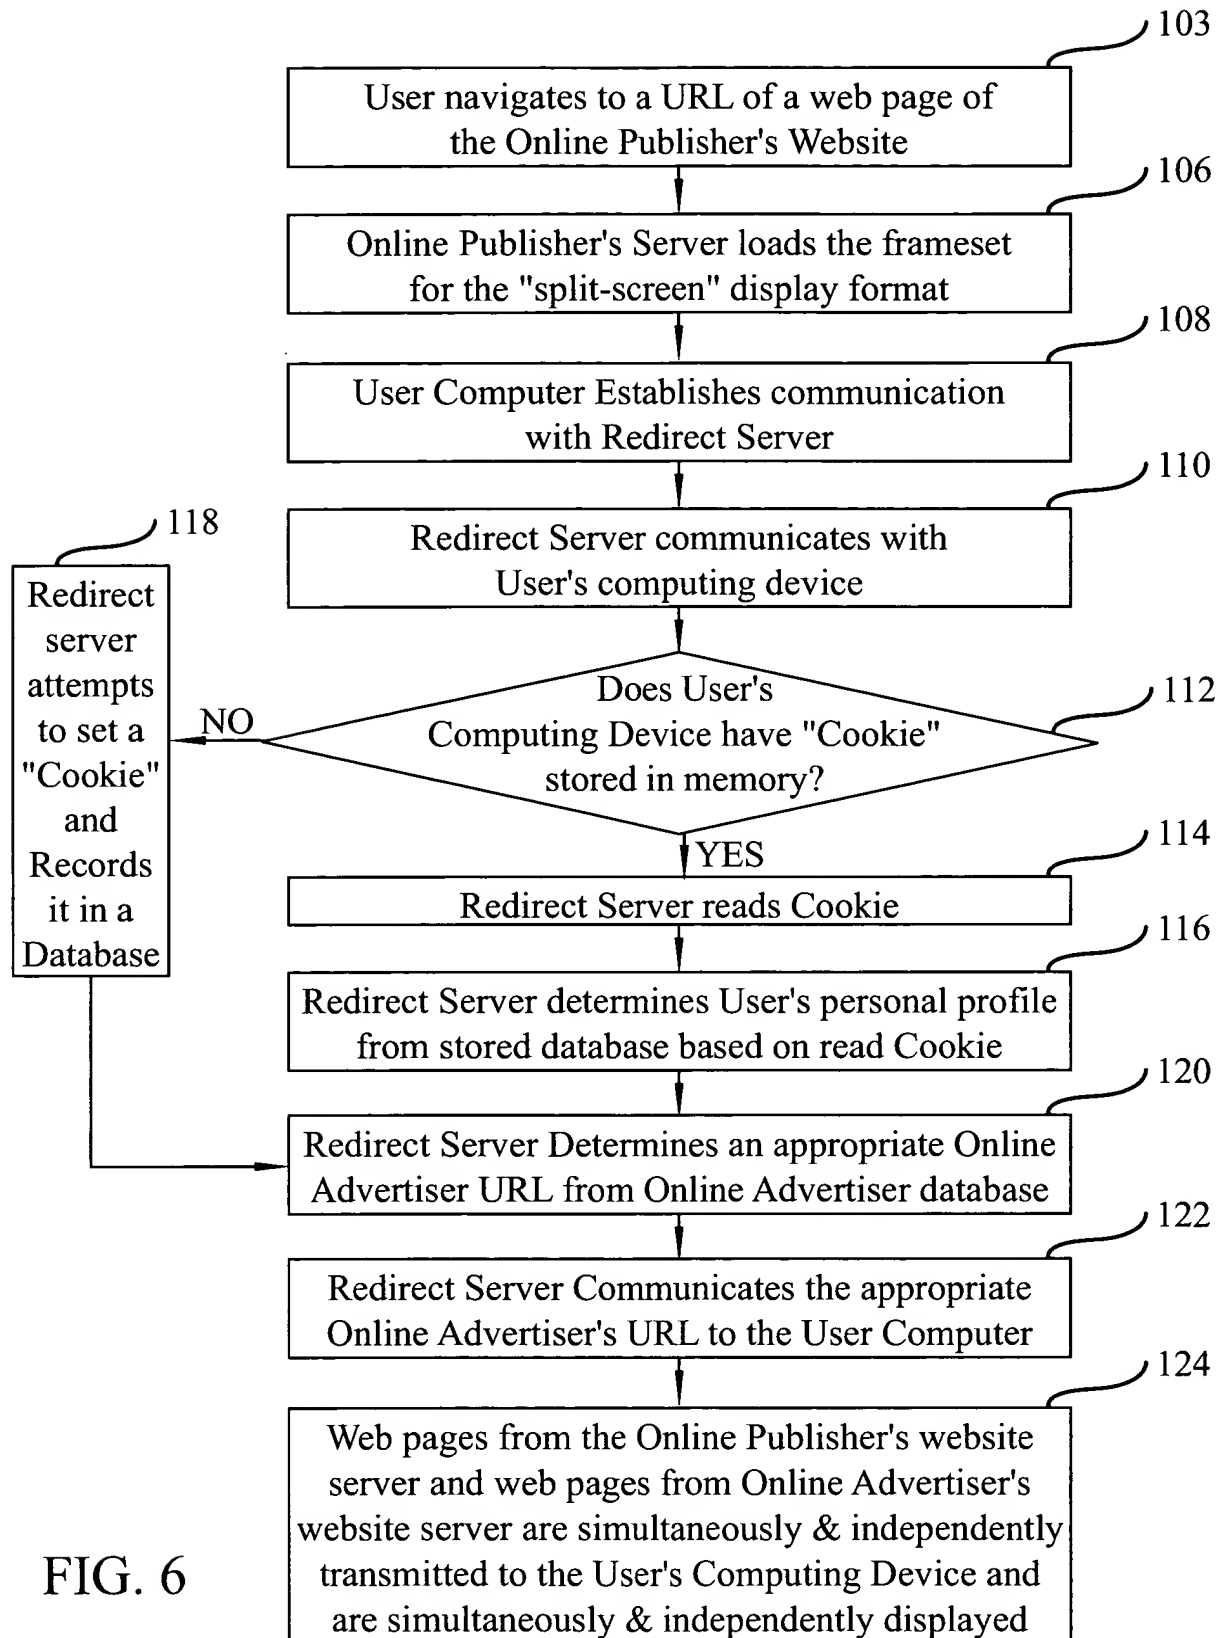 103
User navigates to a URL of a web page of
the Online Publisher's Website
106
Online Publisher's Server loads the frameset
for the "split-screen" display format
108
User Computer Establishes communication
with Redirect Server
110
Redirect Server communicates with
User's computing device
118
Redirect
server
attempts
to set a
"Cookie"
and
Records
it in a
Database
NO
Does User's
Computing Device have "Cookie"
stored in memory?
112
YES
114
Redirect Server reads Cookie
116
Redirect Server determines User's personal profile
from stored database based on read Cookie
120
Redirect Server Determines an appropriate Online
Advertiser URL from Online Advertiser database
122
Redirect Server Communicates the appropriate
Online Advertiser's URL to the User Computer
124
Web pages from the Online Publisher's website
server and web pages from Online Advertiser's
website server are simultaneously & independently
transmitted to the User's Computing Device and
are simultaneously & independently displayed
FIG. 6